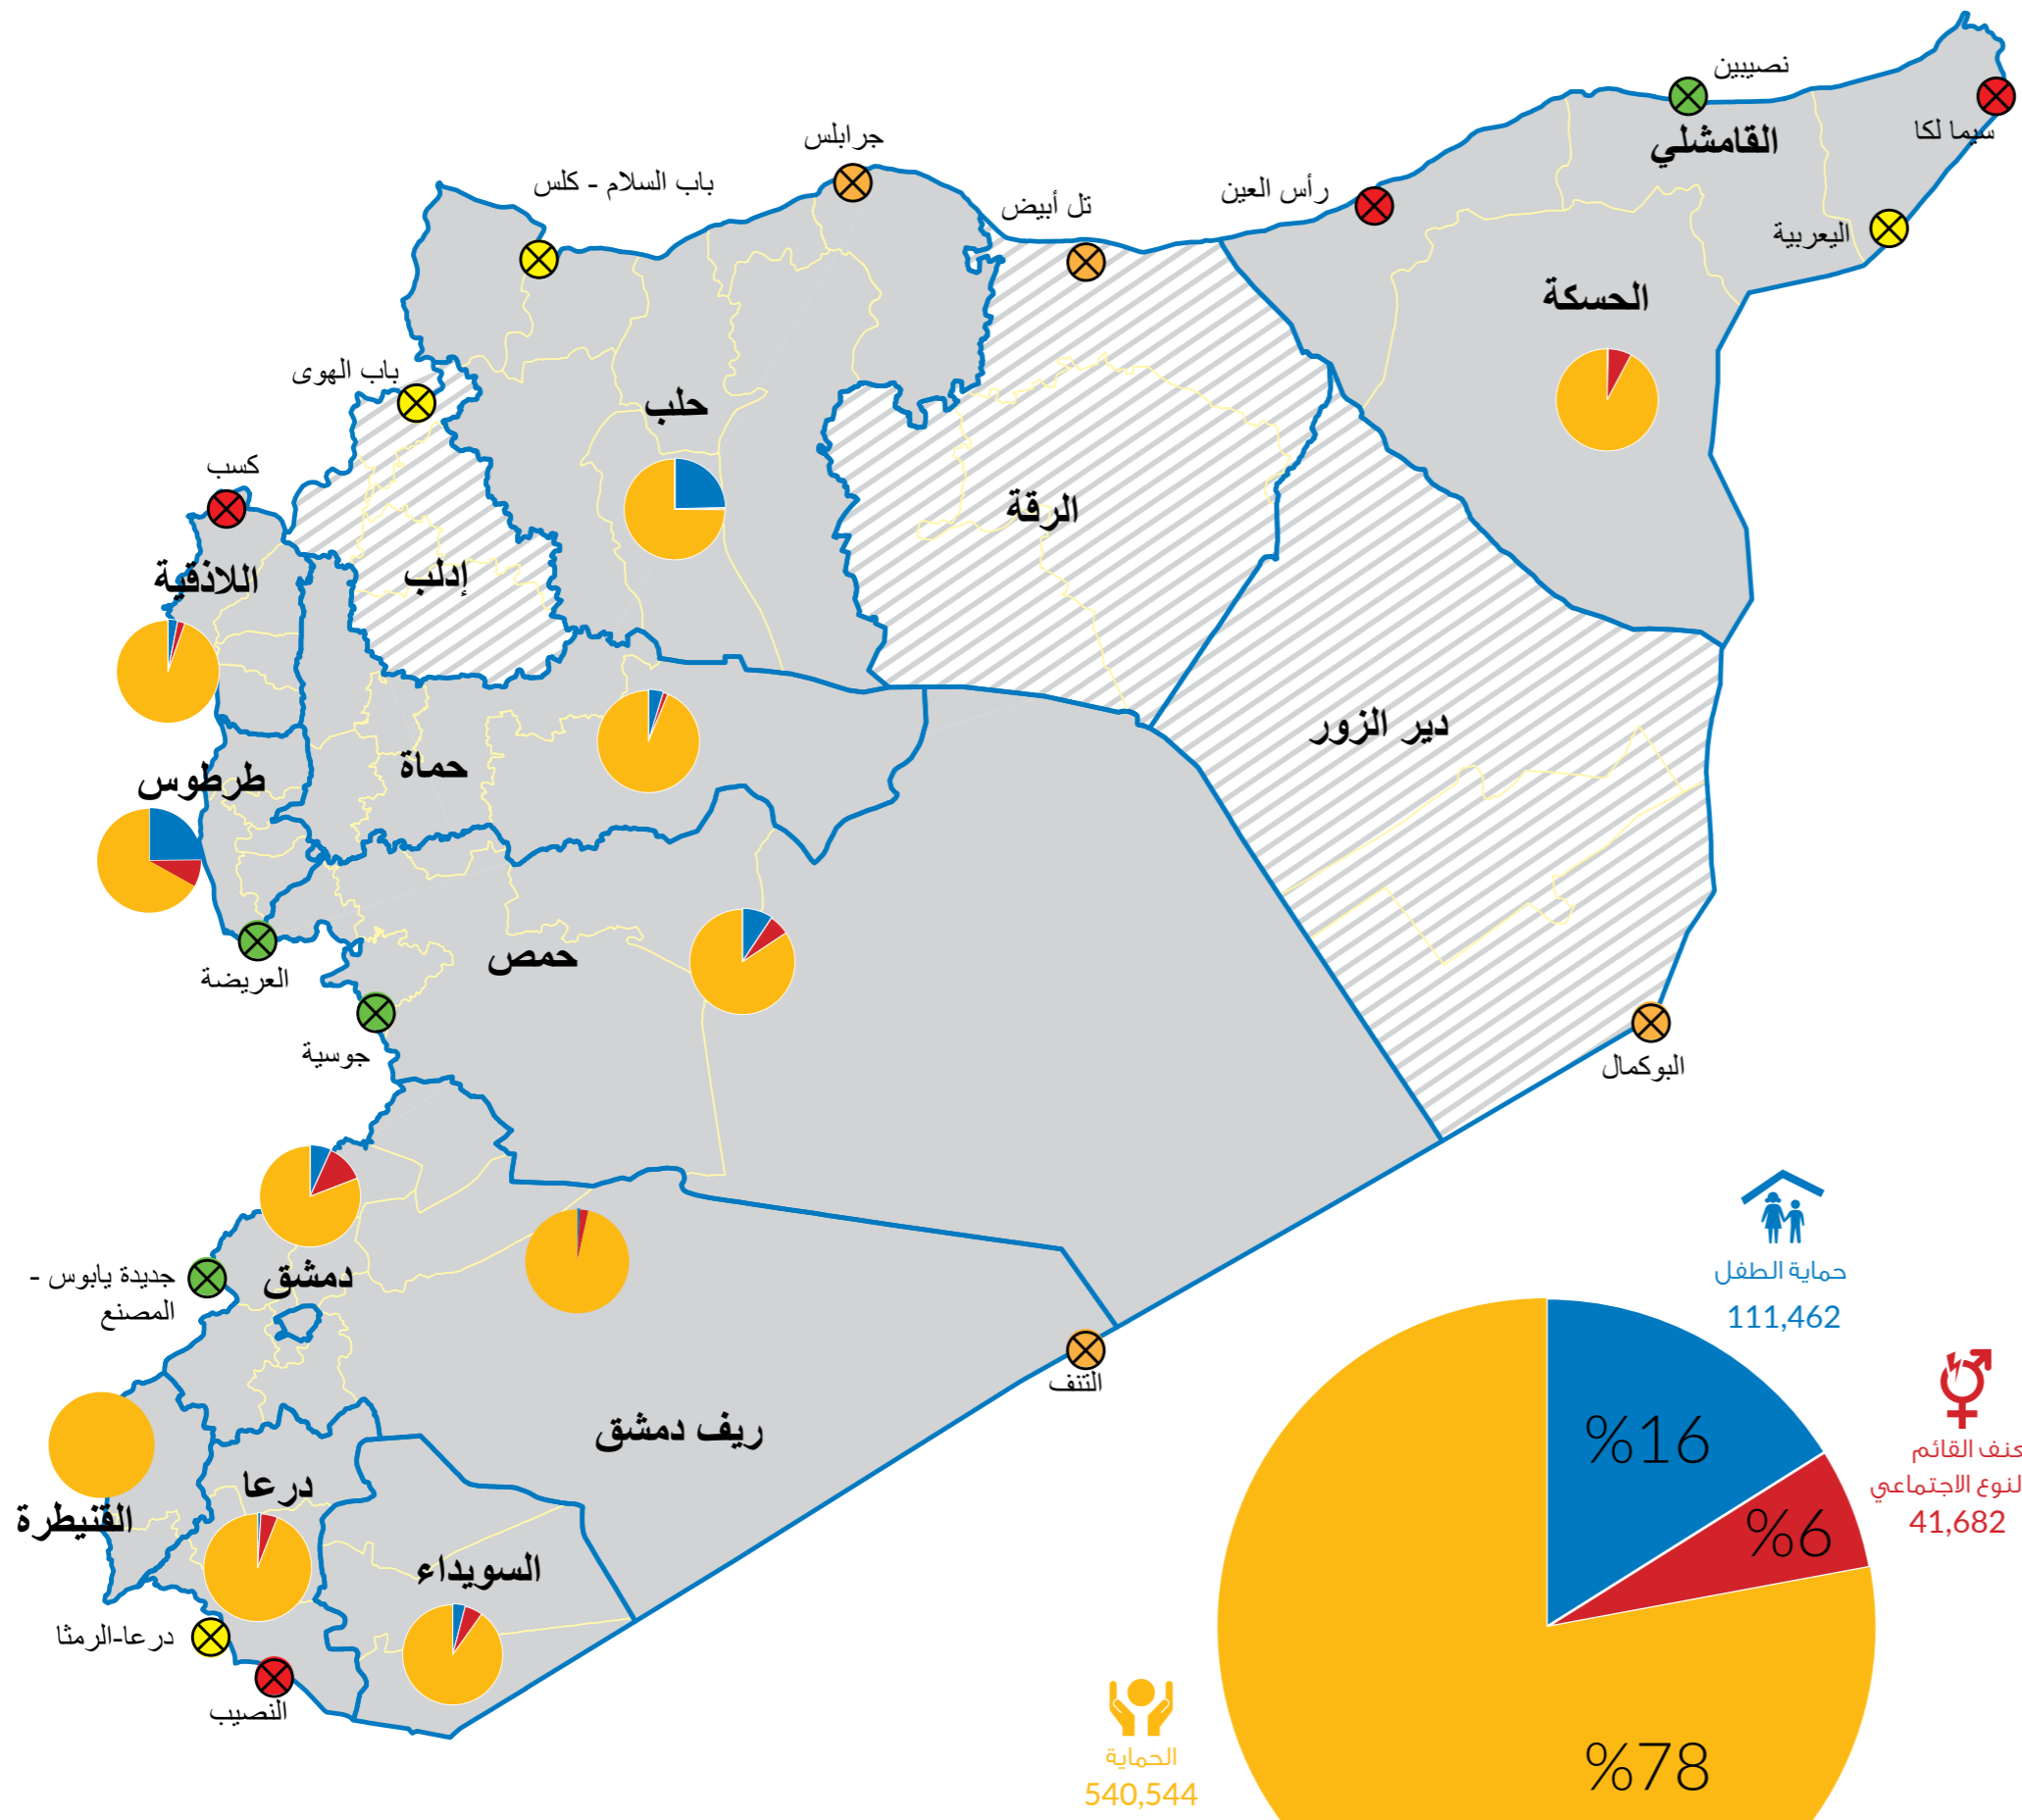 نصيبين
القامشلي
سيما لكا
جرابلس
باب السلام - كلس
تل أبيض
رأس العين
اليعربية
الحسكة
باب الهوى
حلب
كسب
الرقة
اللاذقية
إدلب
دير الزور
حماة
طرطوس
حمص
العريضة
جوسية
البوكمال
حماية الطفل
111,462
دمشق
جديدة يابوس -
المصنع
التنف
ريف دمشق
%16
عنف القائم
لنوع الاجتماعي
41,682
%6
درعا
القنيطرة
السويداء
درعا-الرمثا
النصيب
الحماية
540,544
%78